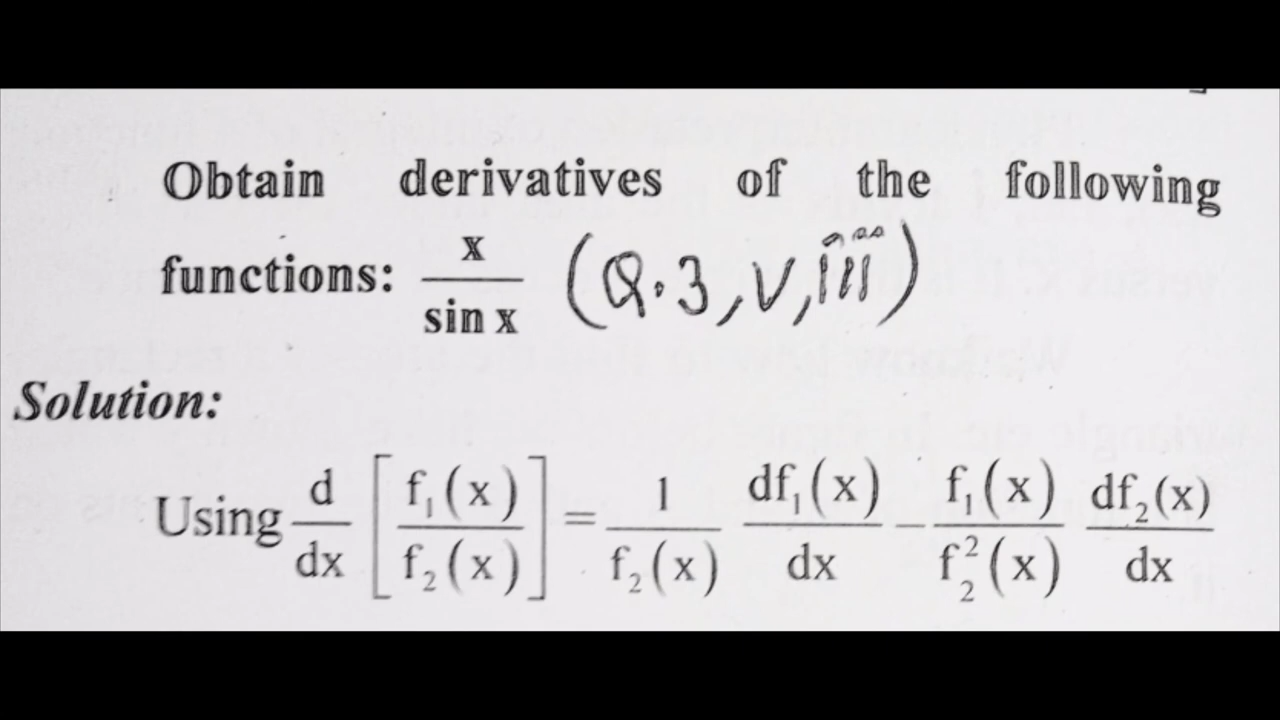 Obtain derivatives of the following
functions: x/sin x (Q.3,V,iii)
Solution:
Using d/dx [f₁(x)/f₂(x)] = 1/f₂(x) df₁(x)/dx − f₁(x)/f₂²(x) df₂(x)/dx